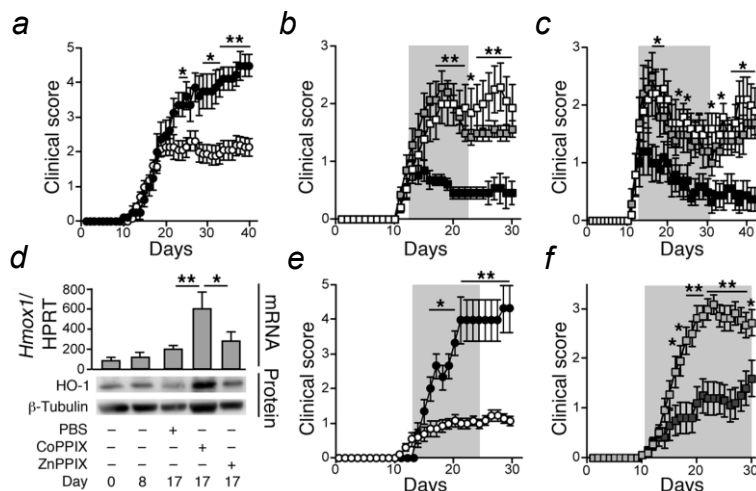 a
b
c
Clinical score
5
4
3
2
1
0
**
*
*
0 10 20 30 40
Days
Clinical score
3
2
1
0
**
*
**
0 10 20 30
Days
Clinical score
3
2
1
0
*
*
*
*
*
*
0 10 20 30 40
Days
d
e
f
Hmox1/
HPRT
800
600
400
200
0
**
*
mRNA
HO-1
β-Tubulin
Protein
PBS – – + – –
CoPPIX – – – + –
ZnPPIX – – – – +
Day 0 8 17 17 17
Clinical score
5
4
3
2
1
0
*
**
0 10 20 30
Days
Clinical score
4
3
2
1
0
*
*
**
**
*
0 10 20 30
Days